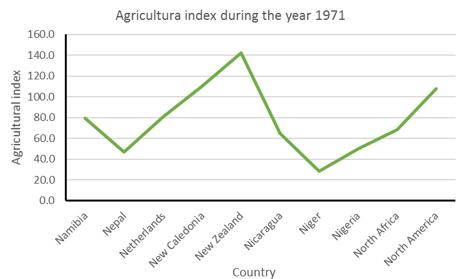 Agricultura index during the year 1971
160.0
140.0
120.0
100.0
80.0
60.0
40.0
20.0
0.0
Agricultural index
Namibia
Nepal
Netherlands
New Caledonia
New Zealand
Nicaragua
Niger
Nigeria
North Africa
North America
Country